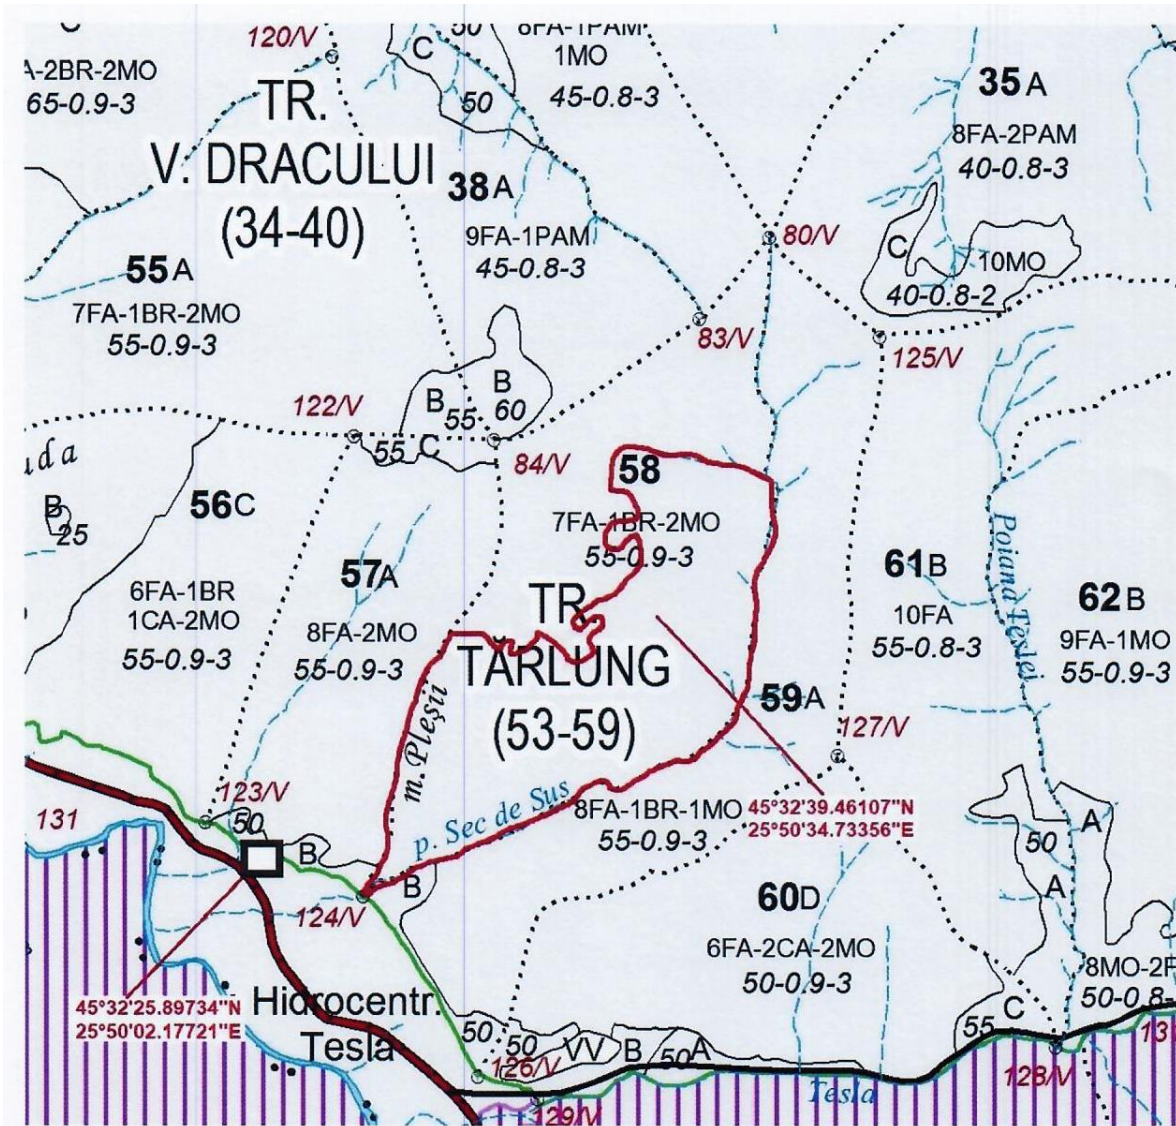 120/V
50
C
8FA-1PAM
1MO
45-0.8-3
A-2BR-2MO
65-0.9-3
50
35A
8FA-2PAM
40-0.8-3
TR.
V. DRACULUI
(34-40)
38A
9FA-1PAM
45-0.8-3
80/V
C
10MO
40-0.8-2
55A
7FA-1BR-2MO
55-0.9-3
83/V
125/V
122/V
B
55
B
60
55
C
84/V
58
7FA-1BR-2MO
55-0.9-3
uda
B
25
56C
6FA-1BR
1CA-2MO
55-0.9-3
57A
8FA-2MO
55-0.9-3
TR.
TÂRLUNG
(53-59)
61B
10FA
55-0.8-3
Poiana Teslei
62B
9FA-1MO
55-0.9-3
59A
127/V
m. Pleşii
p. Sec de Sus
8FA-1BR-1MO
55-0.9-3
45°32'39.46107"N
25°50'34.73356"E
123/V
131
50
B
B
124/V
50
A
A
60D
6FA-2CA-2MO
50-0.9-3
8MO-2F
50-0.8-
45°32'25.89734"N
25°50'02.17721"E
Hidrocentr.
Tesla
50
50
VV
B
50
A
55
C
131
126/V
129/V
Tesla
128/V